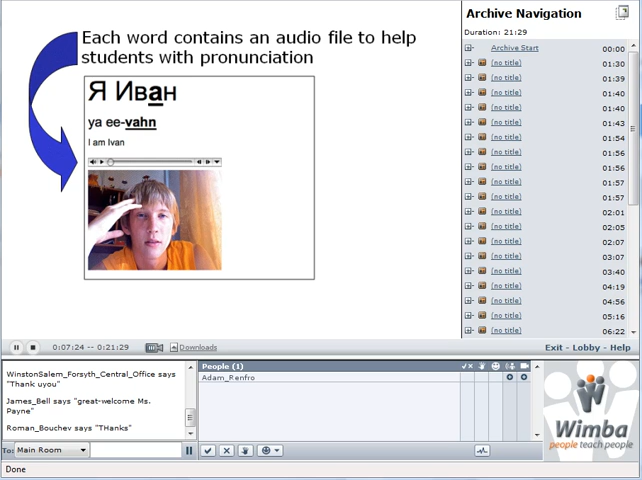 Each word contains an audio file to help
students with pronunciation
Я Иван
ya ee-vahn
I am Ivan
Archive Navigation
Duration: 21:29
Archive Start 00:00
(no title) 01:30
(no title) 01:39
(no title) 01:40
(no title) 01:40
(no title) 01:43
(no title) 01:54
(no title) 01:56
(no title) 01:56
(no title) 01:56
(no title) 01:57
(no title) 02:01
(no title) 02:05
(no title) 02:07
(no title) 03:07
(no title) 03:40
(no title) 04:19
(no title) 04:56
(no title) 05:16
(no title) 06:22
0:07:24 -- 0:21:29
Downloads
Exit - Lobby - Help
WinstonSalem_Forsyth_Central_Office says
"Thank uyou"
James_Bell says "great-welcome Ms.
Payne"
Roman_Bouchev says "THanks"
To: Main Room
People (1)
Adam_Renfro
Wimba
people teach people
Done